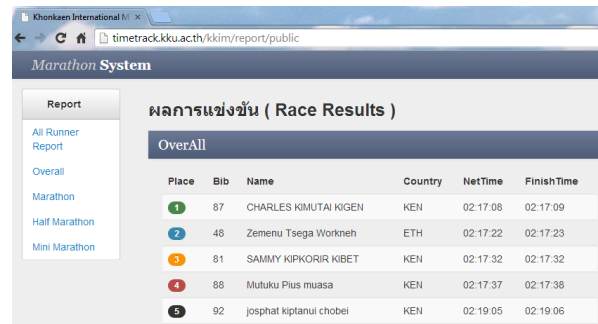 Khonkaen International M
timetrack.kku.ac.th/kkim/report/public
Marathon System
Report
All Runner
Report
Overall
Marathon
Half Marathon
Mini Marathon
ผลการแข่งขัน ( Race Results )
OverAll
Place Bib Name Country NetTime FinishTime
1 87 CHARLES KIMUTAI KIGEN KEN 02:17:08 02:17:09
2 48 Zemenu Tsega Workneh ETH 02:17:22 02:17:23
3 81 SAMMY KIPKORIR KIBET KEN 02:17:32 02:17:32
4 88 Mutuku Pius muasa KEN 02:17:37 02:17:38
5 92 josphat kiptanui chobei KEN 02:19:05 02:19:06